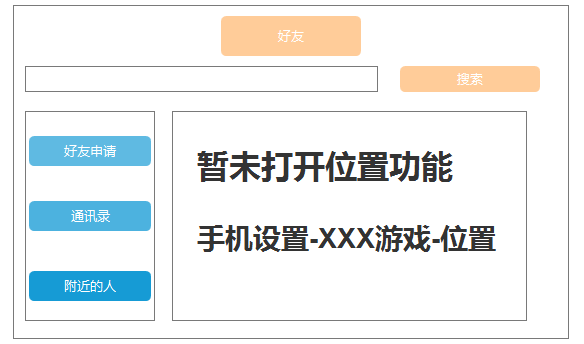 好友
搜索
好友申请
通讯录
附近的人
暂未打开位置功能
手机设置-XXX游戏-位置